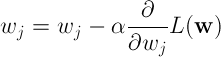 $w_j = w_j - \alpha \frac{\partial}{\partial w_j} L(\mathbf{w})$